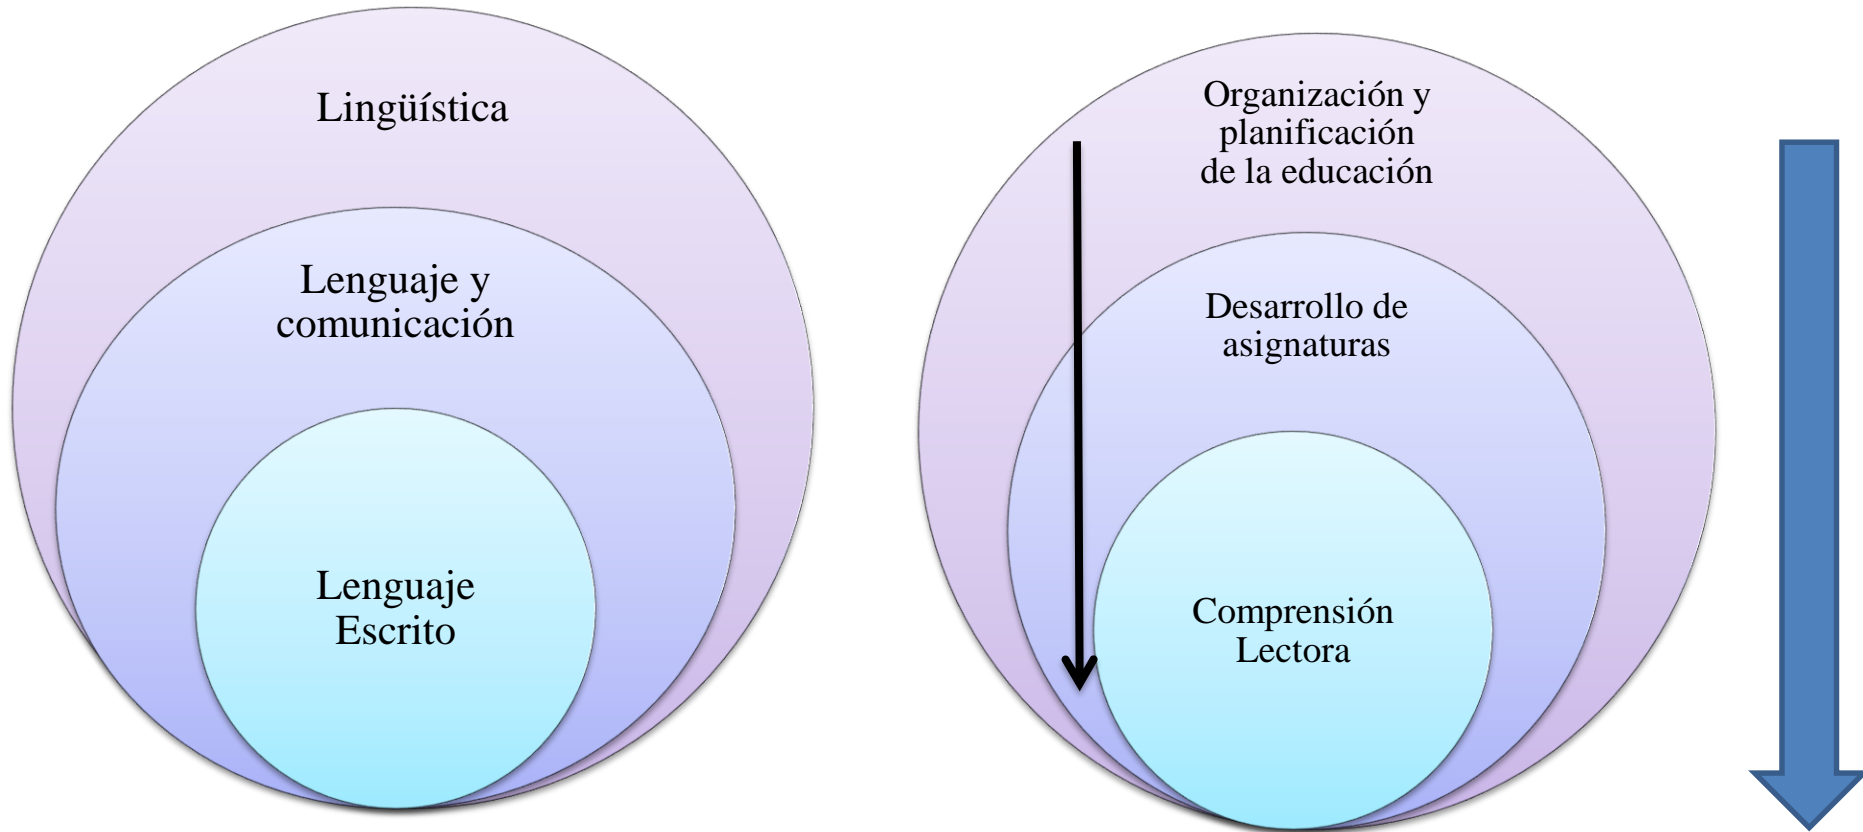 Lingüística
Lenguaje y
comunicación
Lenguaje
Escrito
Organización y
planificación
de la educación
Desarrollo de
asignaturas
Comprensión
Lectora